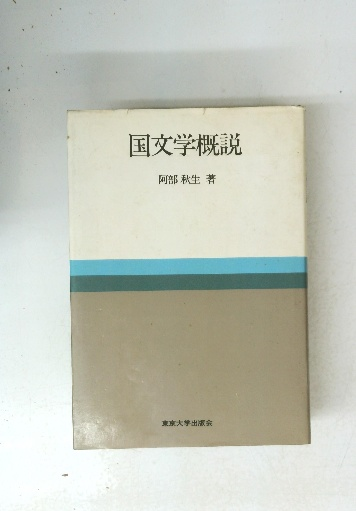 国文学概説
阿部 秋生 著
東京大学出版会